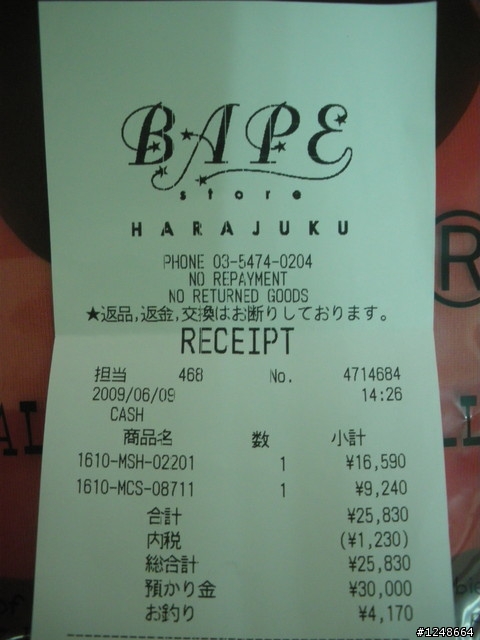 BAPE
store
HARAJUKU
PHONE 03-5474-0204
NO REPAYMENT
NO RETURNED GOODS
★返品,返金,交換はお断りしております。
RECEIPT
担当 468 No. 4714684
2009/06/09 14:26
CASH
商品名 数 小計
1610-MSH-02201 1 ¥16,590
1610-MCS-08711 1 ¥9,240
合計 ¥25,830
内税 (¥1,230)
総合計 ¥25,830
預かり金 ¥30,000
お釣り ¥4,170
®
#1248664